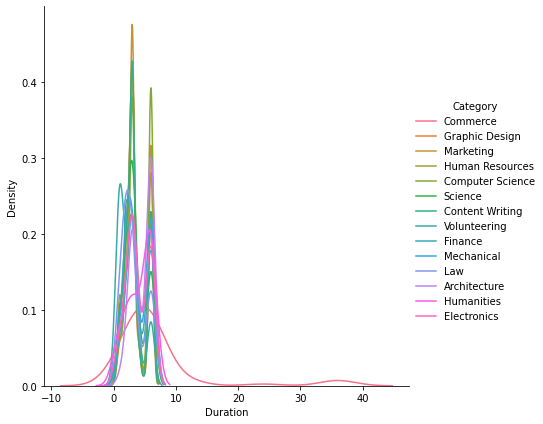 0.4
0.3
0.2
0.1
0.0
Density
-10
0
10
20
30
40
Duration
Category
Commerce
Graphic Design
Marketing
Human Resources
Computer Science
Science
Content Writing
Volunteering
Finance
Mechanical
Law
Architecture
Humanities
Electronics